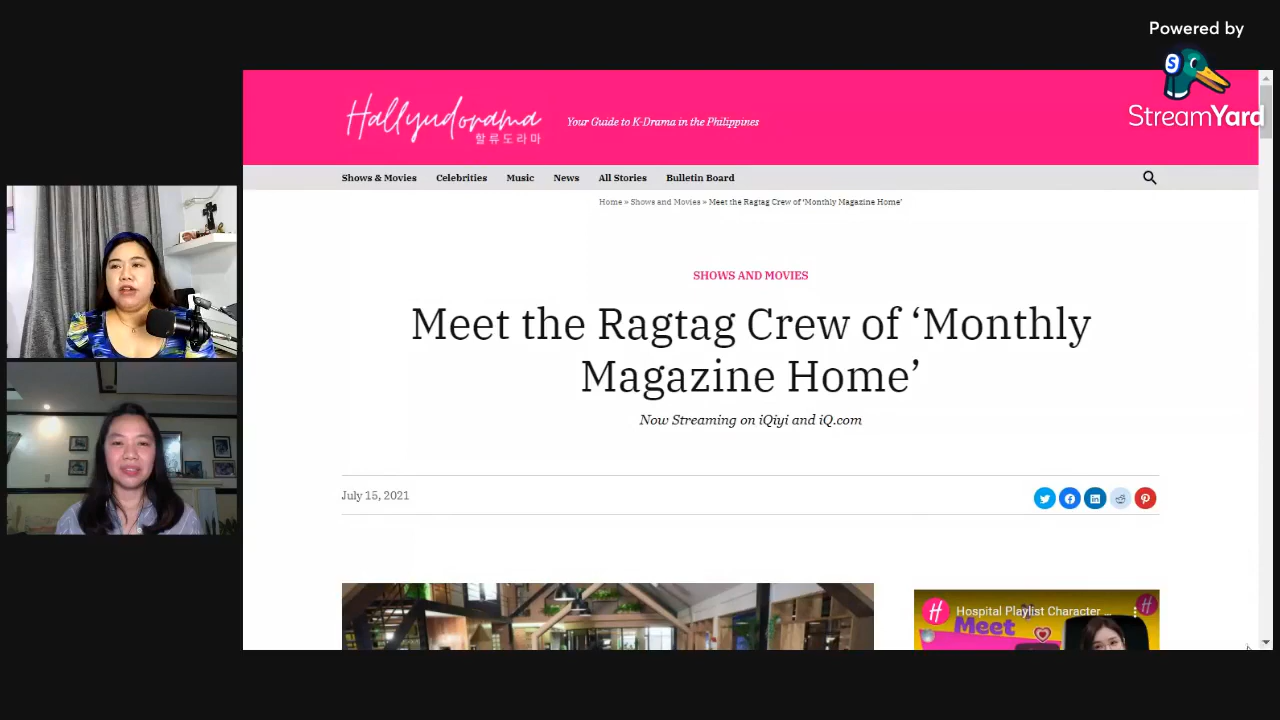 Powered by
S
StreamYard
Hallyudorama
할류도라마
Your Guide to K-Drama in the Philippines
Shows & Movies Celebrities Music News All Stories Bulletin Board
Home » Shows and Movies » Meet the Ragtag Crew of ‘Monthly Magazine Home’
SHOWS AND MOVIES
Meet the Ragtag Crew of ‘Monthly
Magazine Home’
Now Streaming on iQiyi and iQ.com
July 15, 2021
H Hospital Playlist Character ...
H
Meet